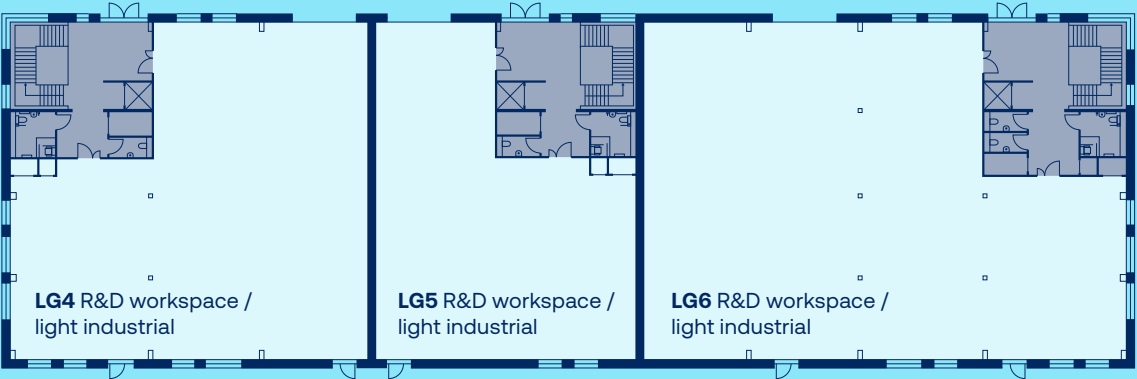 LG4 R&D workspace /
light industrial
LG5 R&D workspace /
light industrial
LG6 R&D workspace /
light industrial